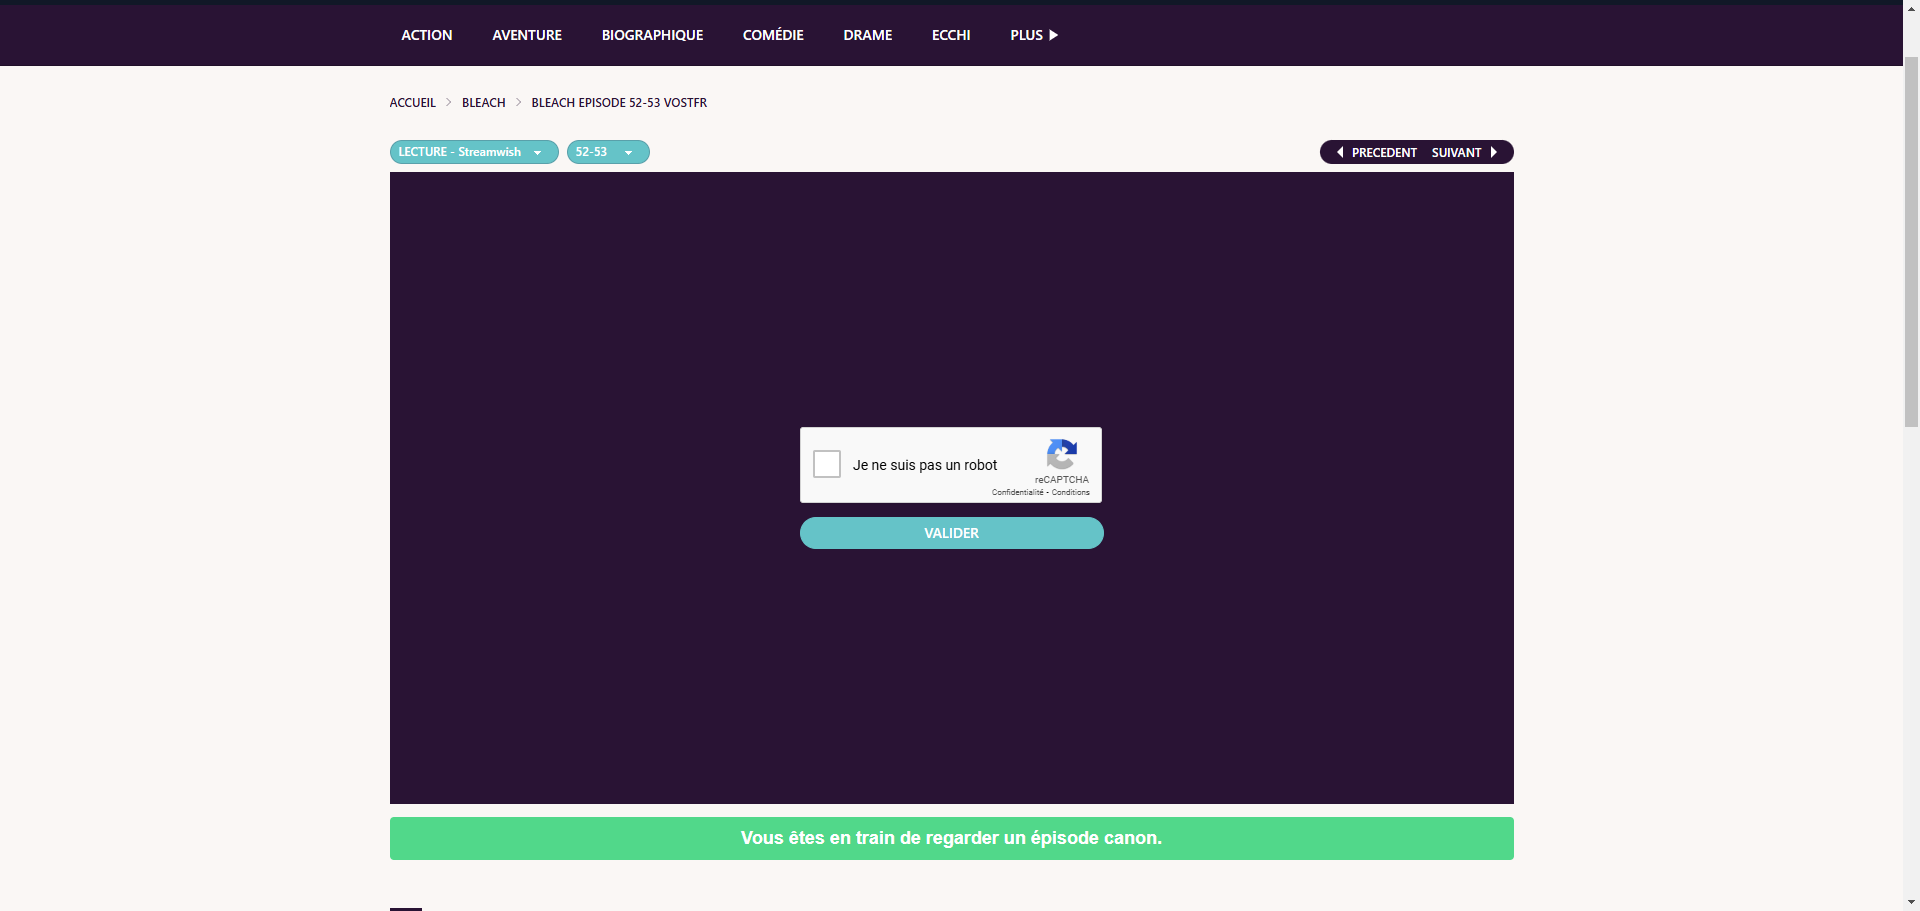 ACTION AVENTURE BIOGRAPHIQUE COMÉDIE DRAME ECCHI PLUS
ACCUEIL BLEACH BLEACH EPISODE 52-53 VOSTFR
LECTURE - Streamwish 52-53 PRECEDENT SUIVANT
Je ne suis pas un robot
reCAPTCHA
Confidentialité - Conditions
VALIDER
Vous êtes en train de regarder un épisode canon.